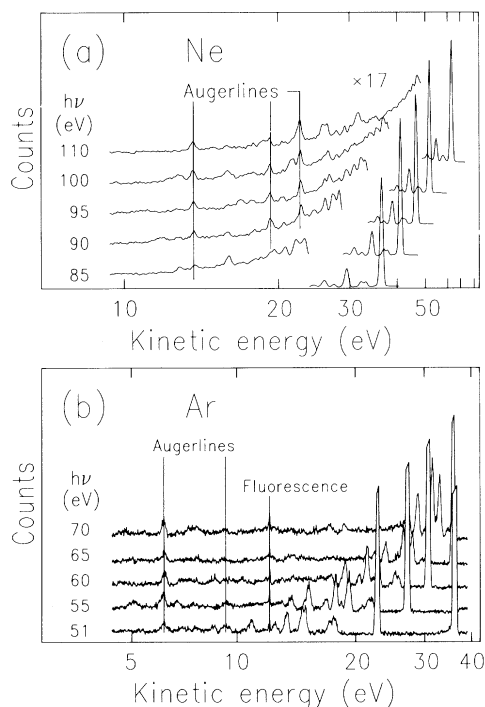 (a) Ne
×17
Augerlines
hν
(eV)
110
100
95
90
85
Counts
10 20 30 50
Kinetic energy (eV)
(b) Ar
Augerlines
hν
(eV)
Fluorescence
70
65
60
55
51
Counts
5 10 20 30 40
Kinetic energy (eV)